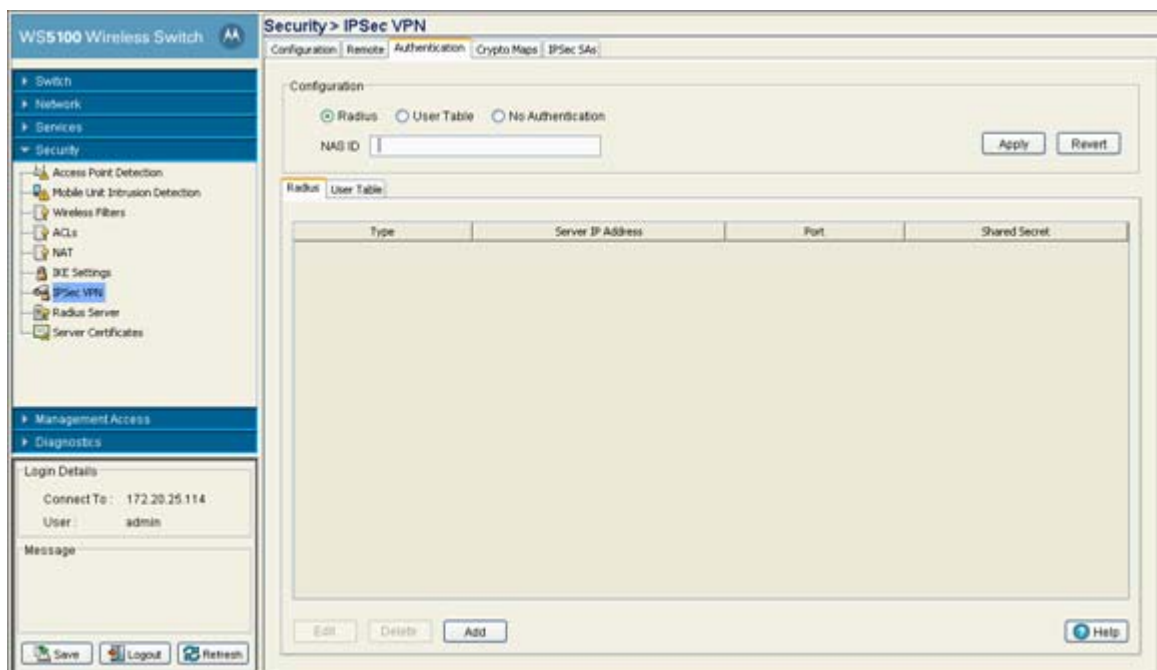 WS5100 Wireless Switch
Switch
Network
Services
Security
Access Point Detection
Mobile Unit Intrusion Detection
Wireless Filters
ACLs
NAT
IKE Settings
IPSec VPN
Radius Server
Server Certificates
Management Access
Diagnostics
Login Details
Connect To : 172.20.25.114
User : admin
Message
Save Logout Refresh
Security > IPSec VPN
Configuration Remote Authentication Crypto Maps IPSec SAs
Configuration
Radius User Table No Authentication
NAS ID
Apply Revert
Radius User Table
Type Server IP Address Port Shared Secret
Edit Delete Add Help